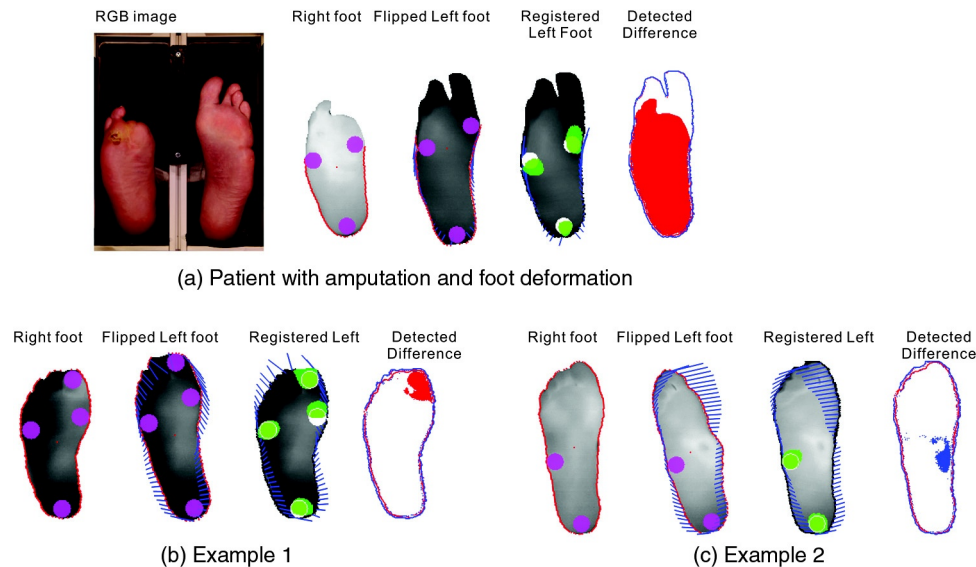 RGB image
Right foot
Flipped Left foot
Registered
Left Foot
Detected
Difference
(a) Patient with amputation and foot deformation
Right foot
Flipped Left foot
Registered Left
Detected
Difference
Right foot
Flipped Left foot
Registered Left
Detected
Difference
(b) Example 1
(c) Example 2